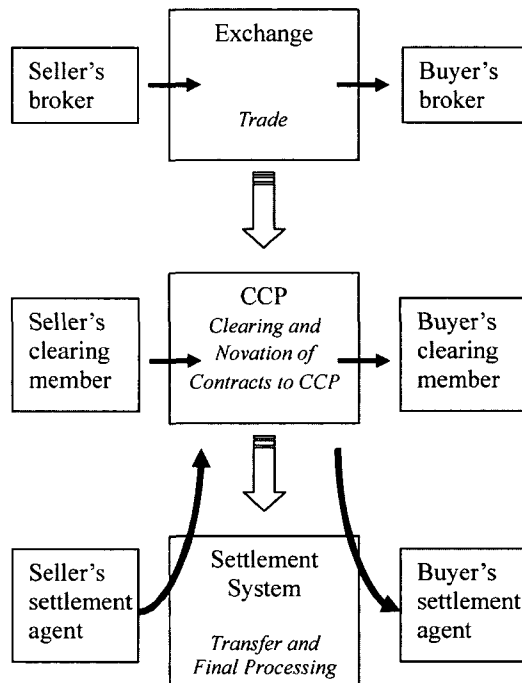 Exchange
Seller's
broker
Trade
Buyer's
broker
CCP
Clearing and
Novation of
Contracts to CCP
Seller's
clearing
member
Buyer's
clearing
member
Settlement
System
Transfer and
Final Processing
Seller's
settlement
agent
Buyer's
settlement
agent